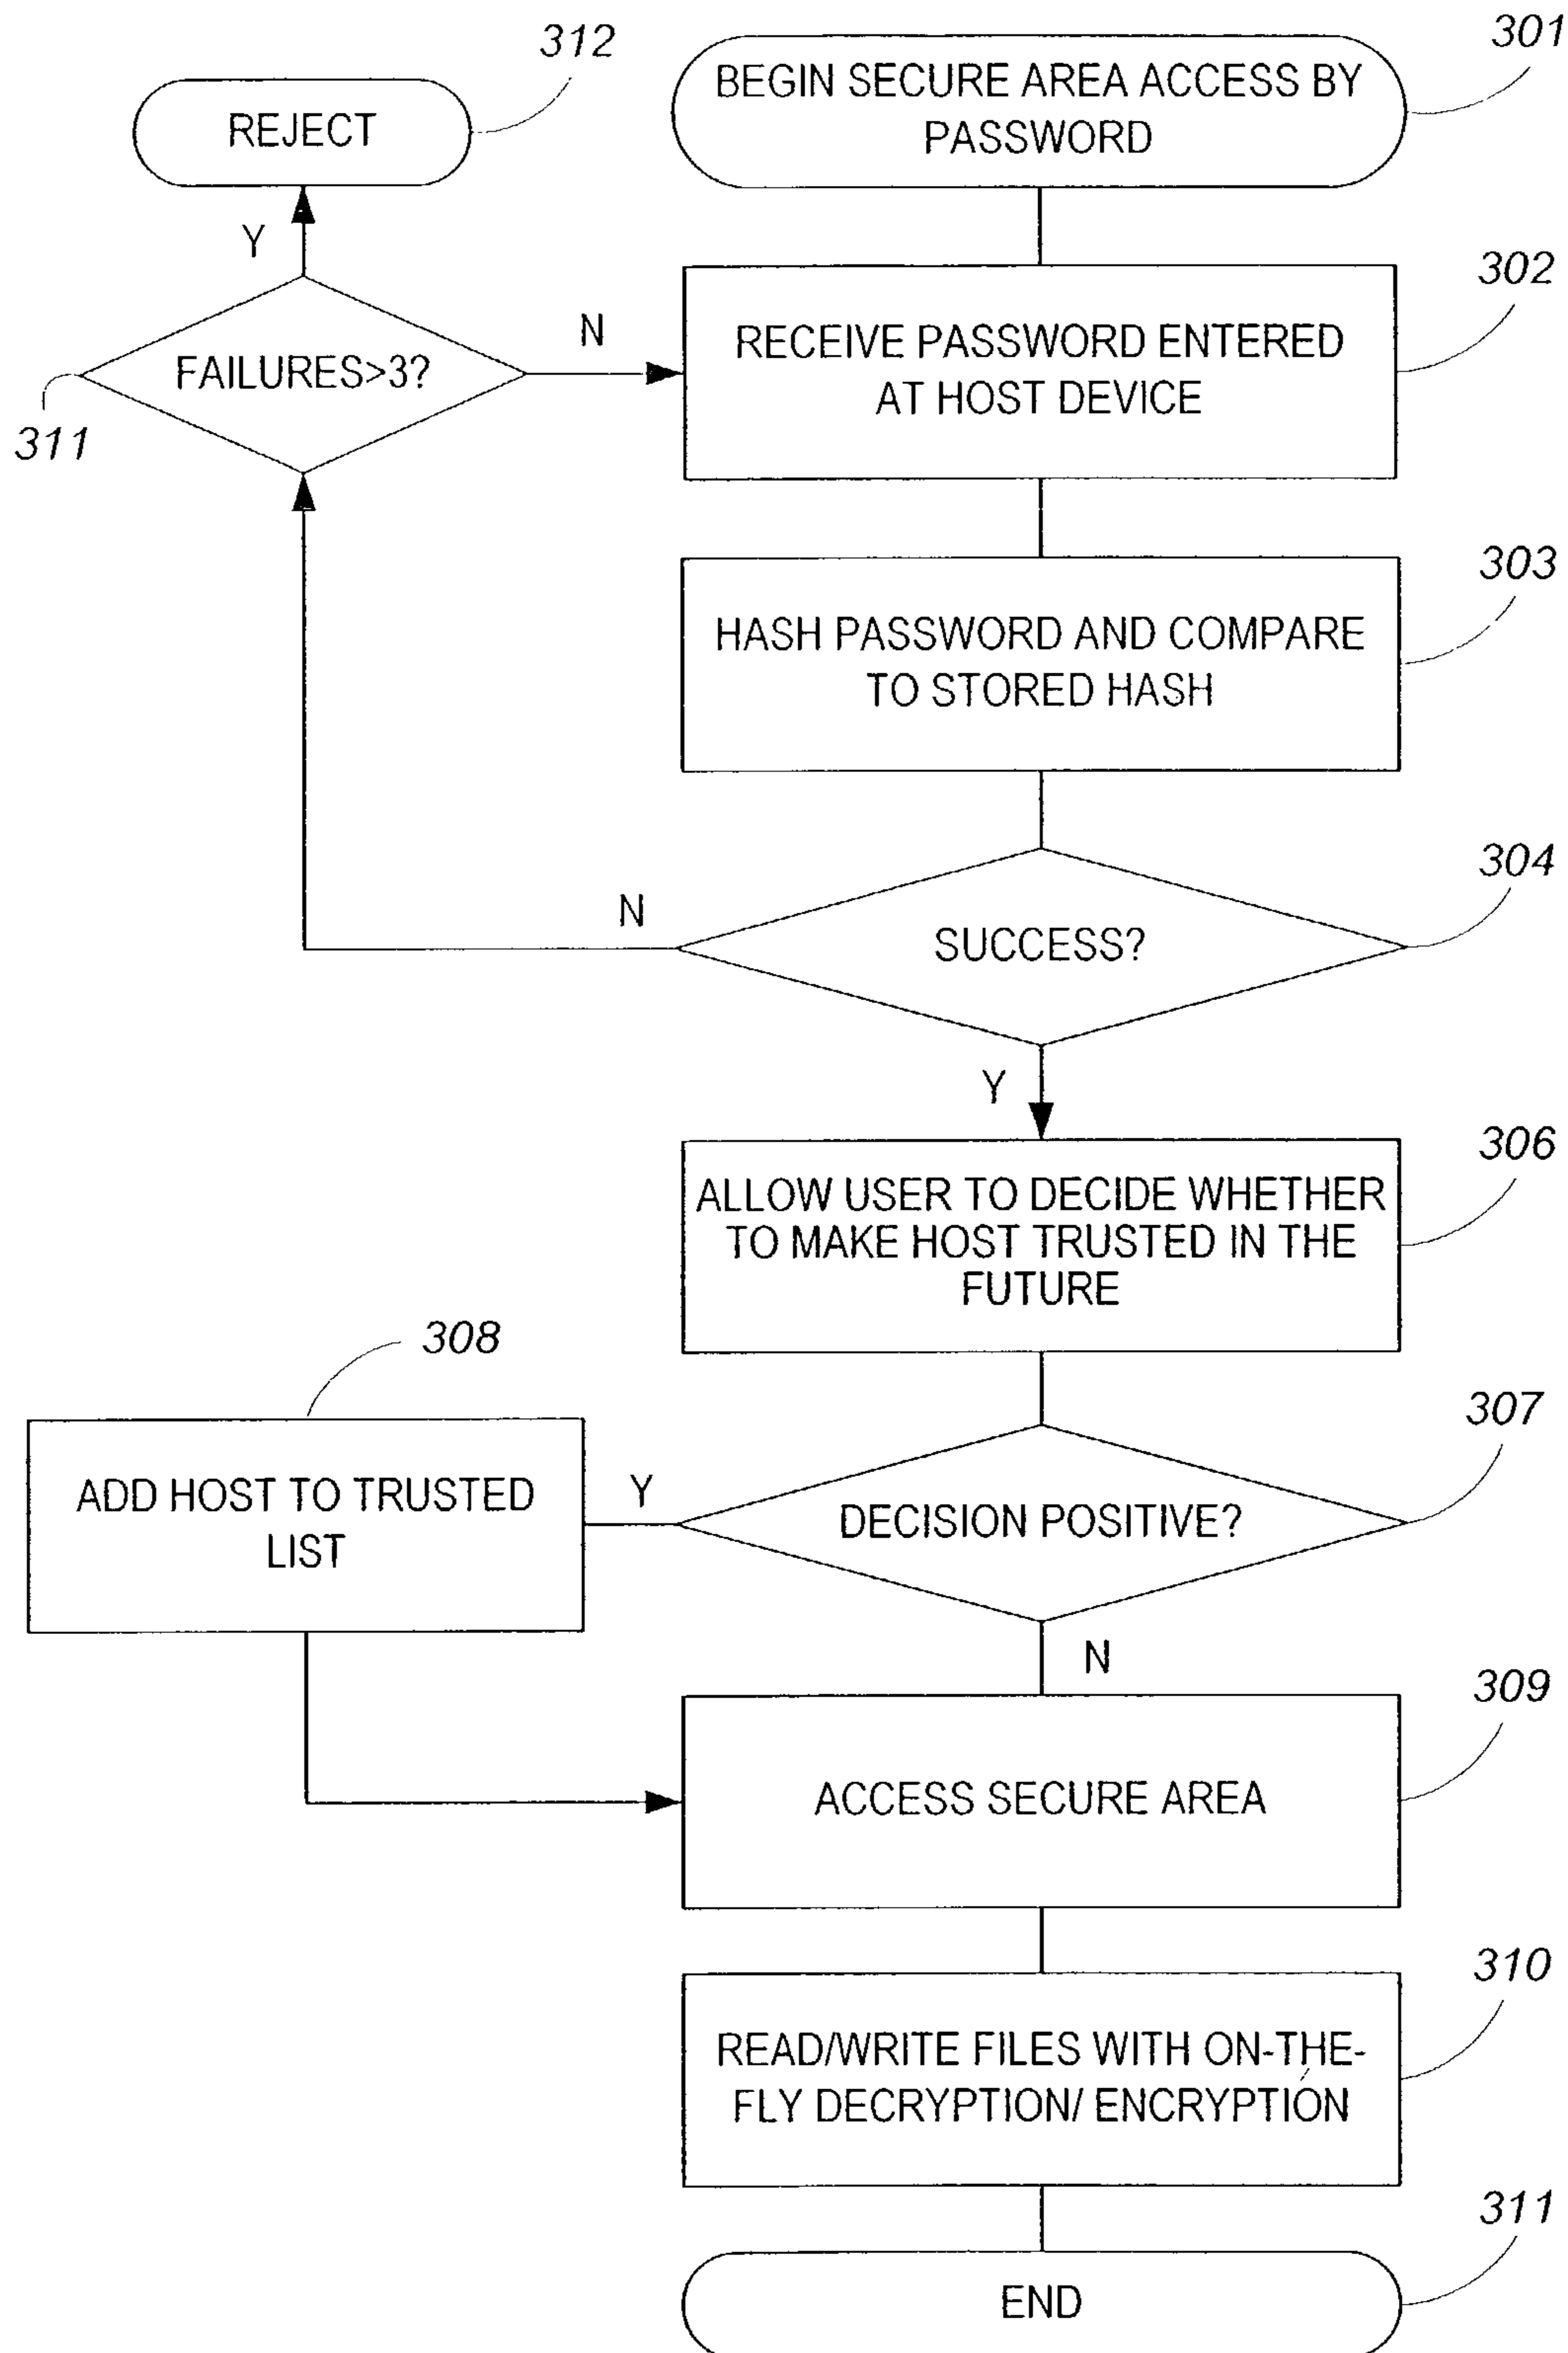 312
REJECT
301
BEGIN SECURE AREA ACCESS BY
PASSWORD
Y
311
FAILURES>3?
N
302
RECEIVE PASSWORD ENTERED
AT HOST DEVICE
303
HASH PASSWORD AND COMPARE
TO STORED HASH
304
SUCCESS?
N
Y
306
ALLOW USER TO DECIDE WHETHER
TO MAKE HOST TRUSTED IN THE
FUTURE
307
DECISION POSITIVE?
Y
308
ADD HOST TO TRUSTED
LIST
N
309
ACCESS SECURE AREA
310
READ/WRITE FILES WITH ON-THE-
FLY DECRYPTION/ ENCRYPTION
311
END